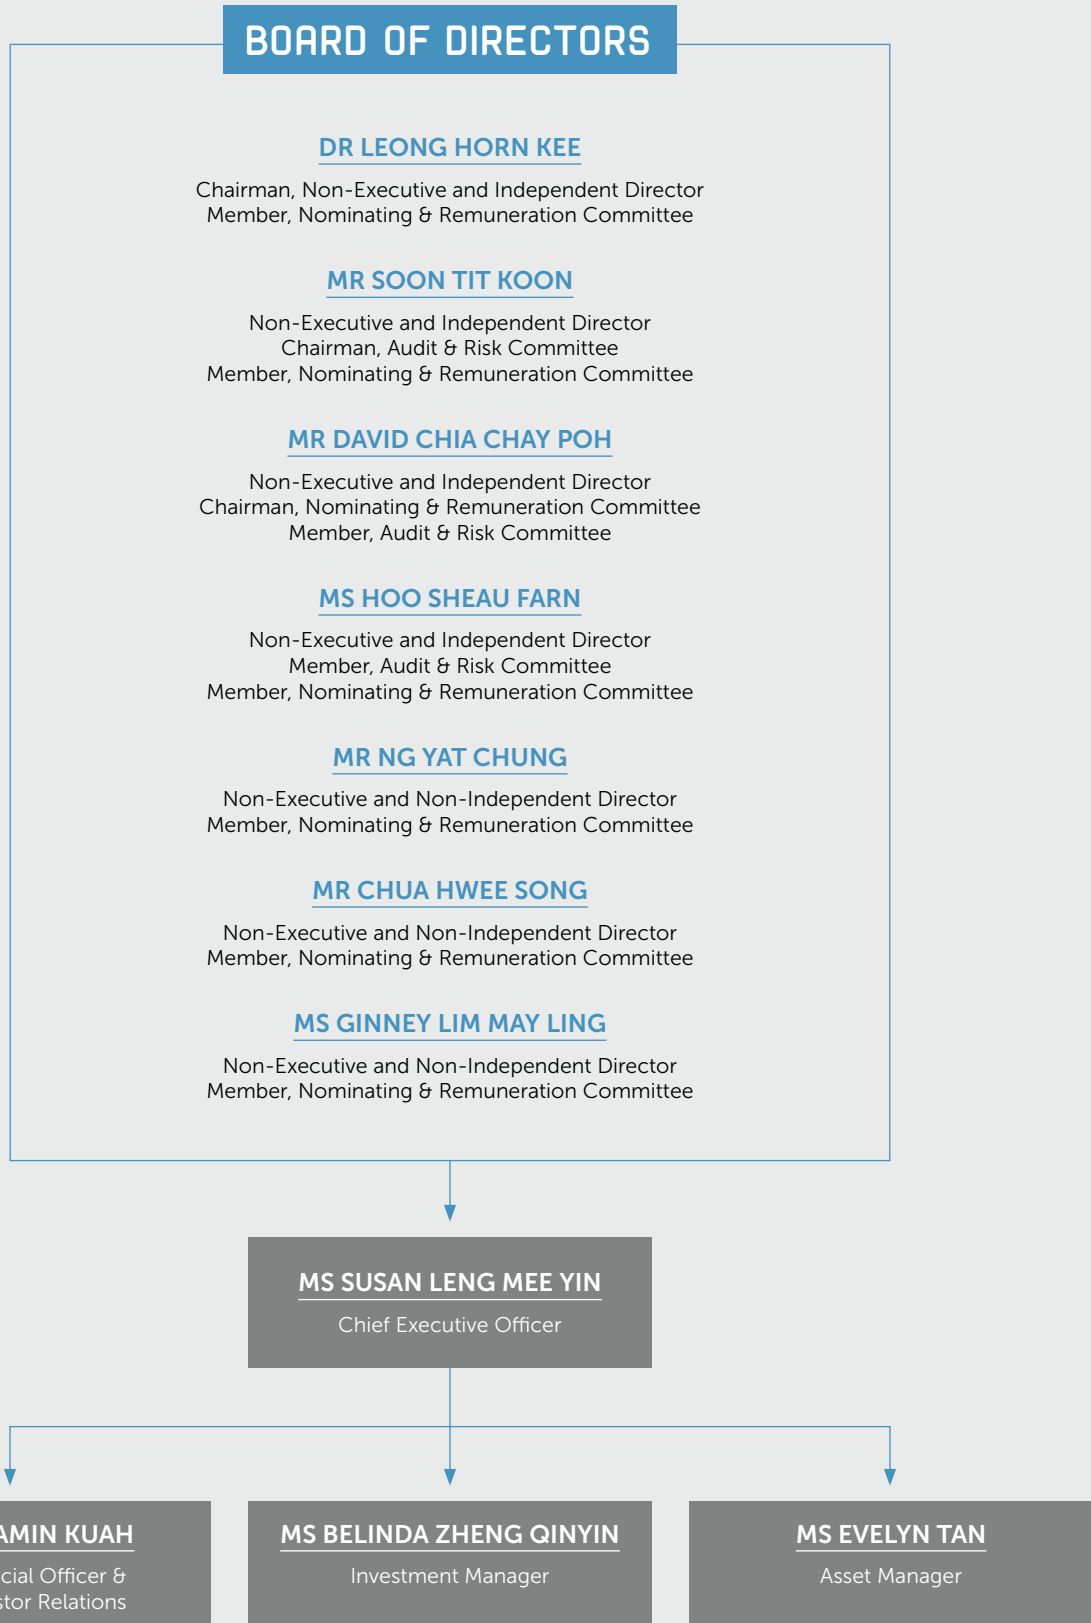 BOARD OF DIRECTORS
DR LEONG HORN KEE
Chairman, Non-Executive and Independent Director
Member, Nominating & Remuneration Committee
MR SOON TIT KOON
Non-Executive and Independent Director
Chairman, Audit & Risk Committee
Member, Nominating & Remuneration Committee
MR DAVID CHIA CHAY POH
Non-Executive and Independent Director
Chairman, Nominating & Remuneration Committee
Member, Audit & Risk Committee
MS HOO SHEAU FARN
Non-Executive and Independent Director
Member, Audit & Risk Committee
Member, Nominating & Remuneration Committee
MR NG YAT CHUNG
Non-Executive and Non-Independent Director
Member, Nominating & Remuneration Committee
MR CHUA HWEE SONG
Non-Executive and Non-Independent Director
Member, Nominating & Remuneration Committee
MS GINNEY LIM MAY LING
Non-Executive and Non-Independent Director
Member, Nominating & Remuneration Committee
MS SUSAN LENG MEE YIN
Chief Executive Officer
KUAH
Officer &
Relations
MS BELINDA ZHENG QINYIN
Investment Manager
MS EVELYN TAN
Asset Manager